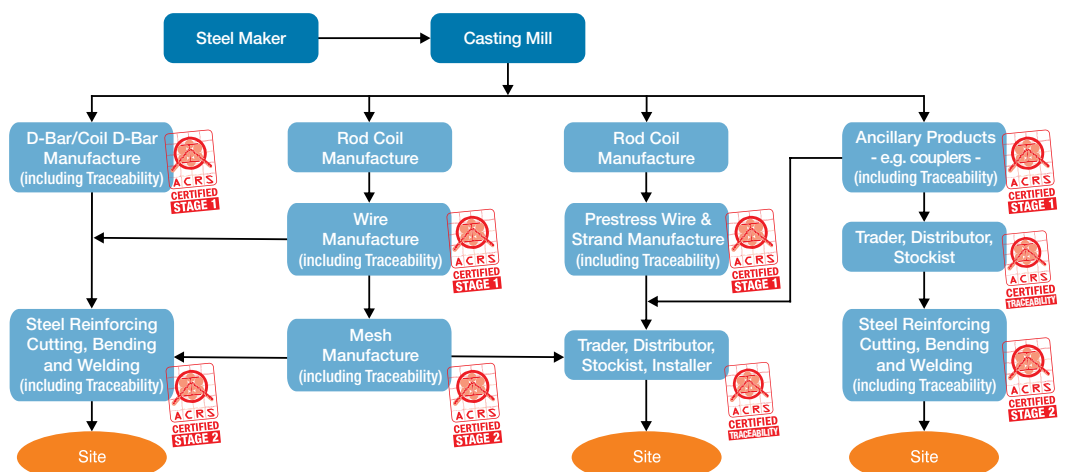 Steel Maker
Casting Mill
D-Bar/Coil D-Bar
Manufacture
(including Traceability)
ACRS
CERTIFIED
STAGE 1
Rod Coil
Manufacture
Rod Coil
Manufacture
Ancillary Products
- e.g. couplers -
(including Traceability)
ACRS
CERTIFIED
STAGE 1
Wire
Manufacture
(including Traceability)
ACRS
CERTIFIED
STAGE 1
Prestress Wire &
Strand Manufacture
(including Traceability)
ACRS
CERTIFIED
STAGE 1
Trader, Distributor,
Stockist
ACRS
CERTIFIED
TRACEABILITY
Steel Reinforcing
Cutting, Bending
and Welding
(including Traceability)
ACRS
CERTIFIED
STAGE 2
Mesh
Manufacture
(including Traceability)
ACRS
CERTIFIED
STAGE 2
Trader, Distributor,
Stockist, Installer
ACRS
CERTIFIED
TRACEABILITY
Steel Reinforcing
Cutting, Bending
and Welding
(including Traceability)
ACRS
CERTIFIED
STAGE 2
Site
Site
Site